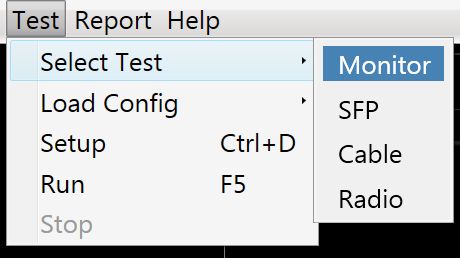 Test Report Help
Select Test
Load Config
Setup Ctrl+D
Run F5
Stop
Monitor
SFP
Cable
Radio